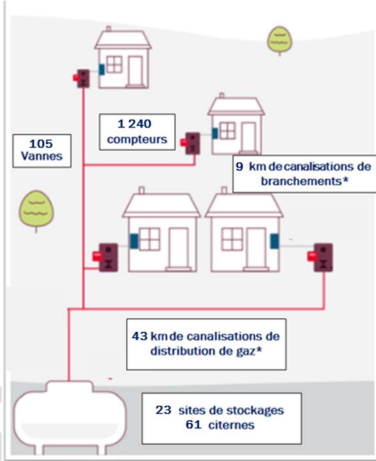 105
Vannes
1 240
compteurs
9 km de canalisations de
branchements*
43 km de canalisations de
distribution de gaz*
23 sites de stockages
61 citernes